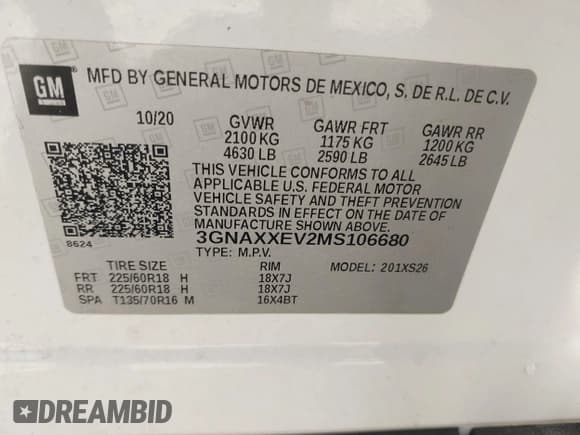 GM
MFD BY GENERAL MOTORS DE MEXICO, S. DE R.L. DE C.V.
10/20 GVWR GAWR FRT GAWR RR
2100 KG 1175 KG 1200 KG
4630 LB 2590 LB 2645 LB
THIS VEHICLE CONFORMS TO ALL
APPLICABLE U.S. FEDERAL MOTOR
VEHICLE SAFETY AND THEFT PREVENTION
STANDARDS IN EFFECT ON THE DATE OF
MANUFACTURE SHOWN ABOVE.
8624
3GNAXXEV2MS106680
TYPE: M.P.V. MODEL: 201XS26
TIRE SIZE RIM
FRT 225/60R18 H 18X7J
RR 225/60R18 H 18X7J
SPA T135/70R16 M 16X4BT
DREAMBID